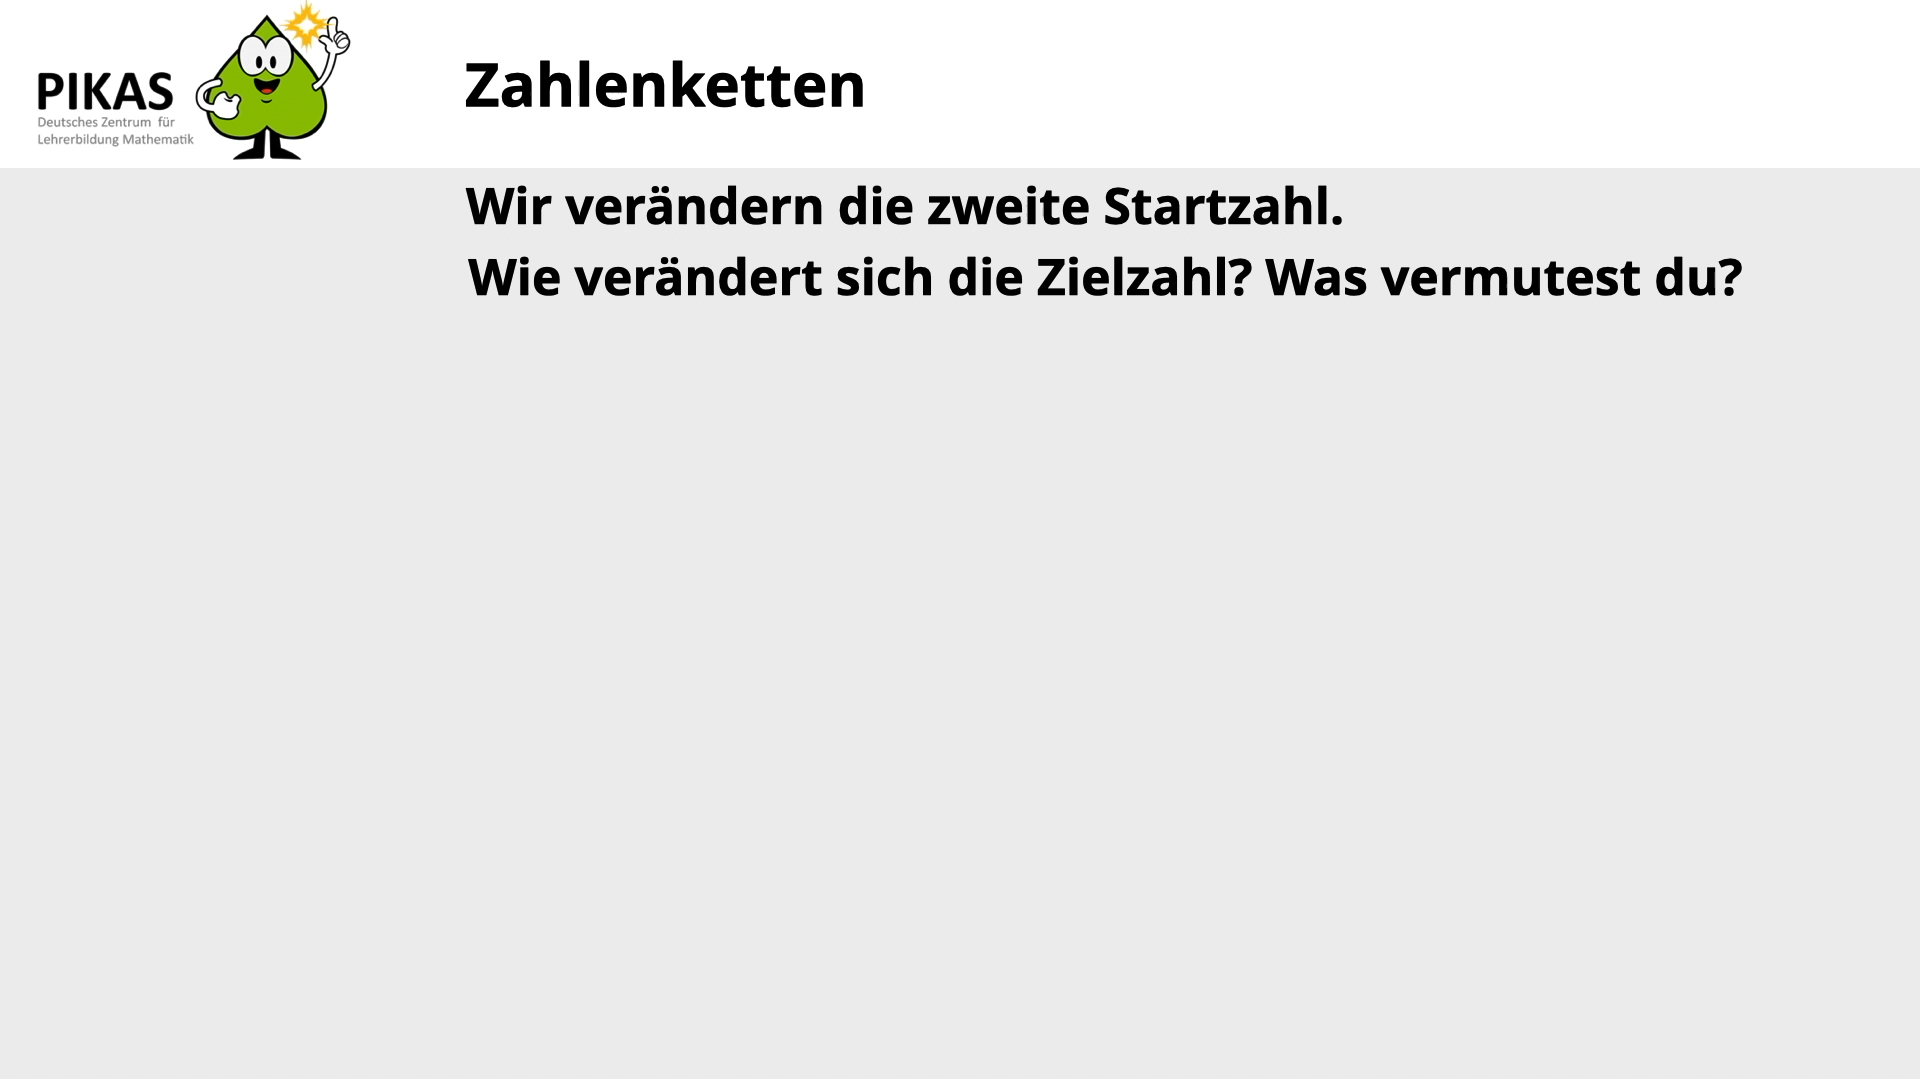 PIKAS
Deutsches Zentrum für
Lehrerbildung Mathematik
Zahlenketten
Wir verändern die zweite Startzahl.
Wie verändert sich die Zielzahl? Was vermutest du?